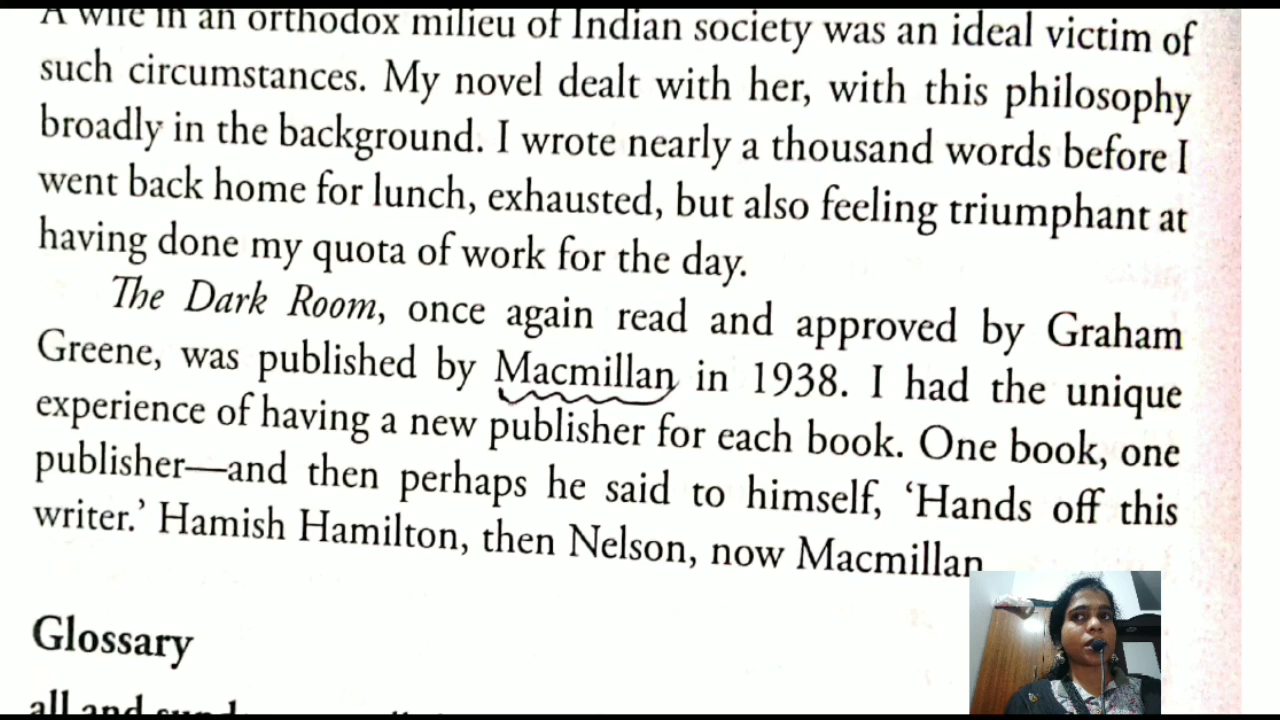 A wife in an orthodox milieu of Indian society was an ideal victim of
such circumstances. My novel dealt with her, with this philosophy
broadly in the background. I wrote nearly a thousand words before I
went back home for lunch, exhausted, but also feeling triumphant at
having done my quota of work for the day.
The Dark Room, once again read and approved by Graham
Greene, was published by Macmillan in 1938. I had the unique
experience of having a new publisher for each book. One book, one
publisher—and then perhaps he said to himself, ‘Hands off this
writer.’ Hamish Hamilton, then Nelson, now Macmillan
Glossary
all and